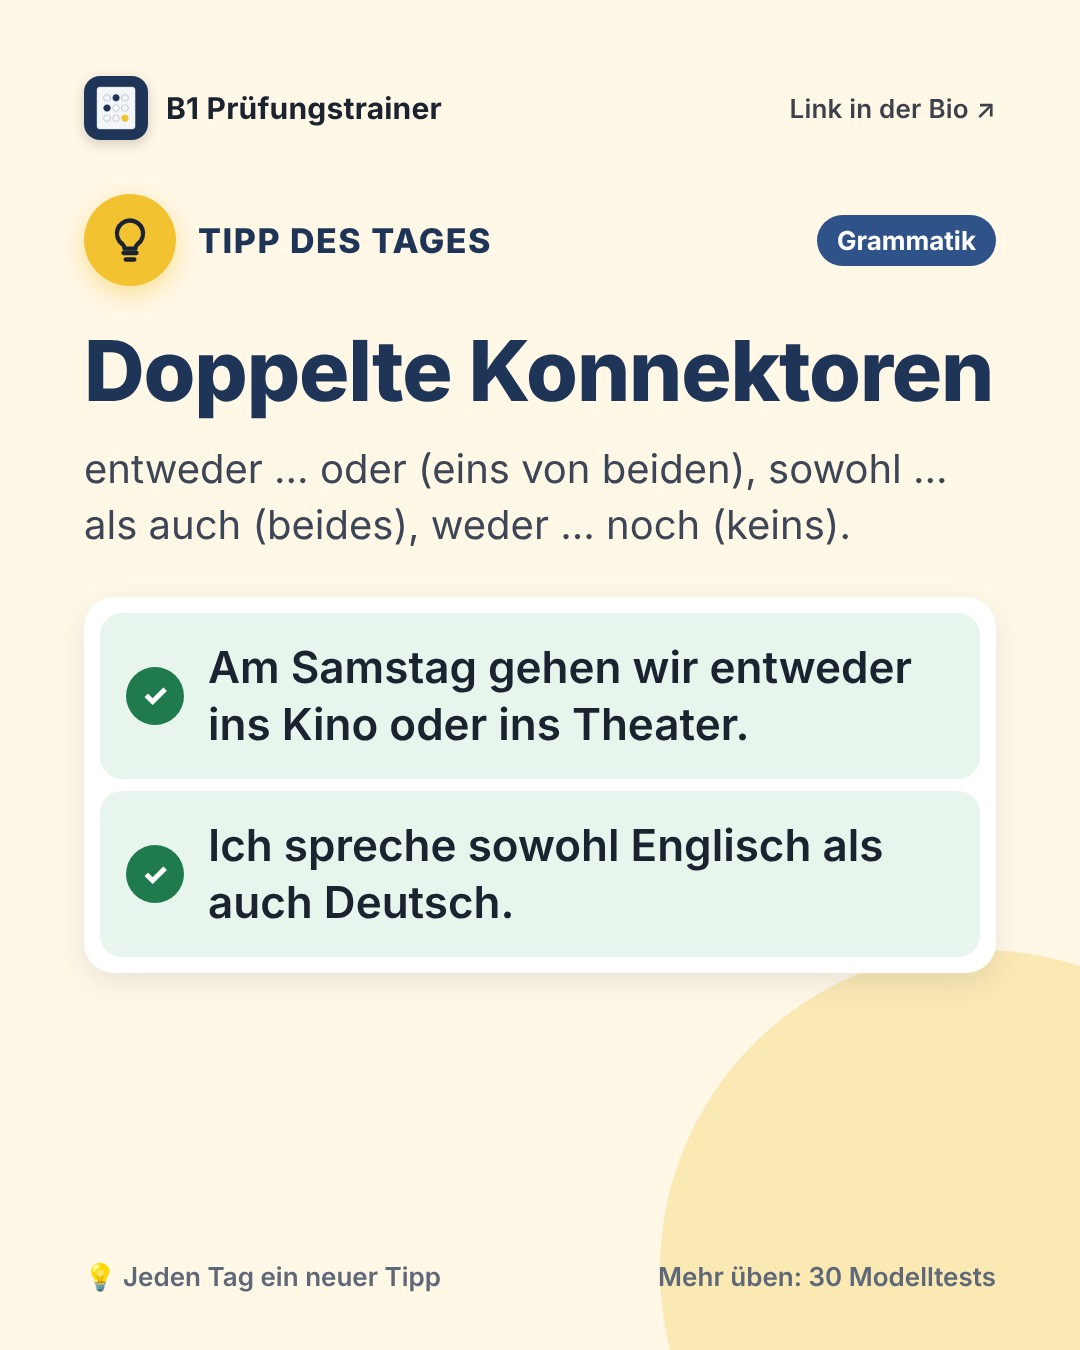 B1 Prüfungstrainer
Link in der Bio ↗
TIPP DES TAGES
Grammatik
Doppelte Konnektoren
entweder … oder (eins von beiden), sowohl …
als auch (beides), weder … noch (keins).
Am Samstag gehen wir entweder
ins Kino oder ins Theater.
Ich spreche sowohl Englisch als
auch Deutsch.
💡 Jeden Tag ein neuer Tipp
Mehr üben: 30 Modelltests